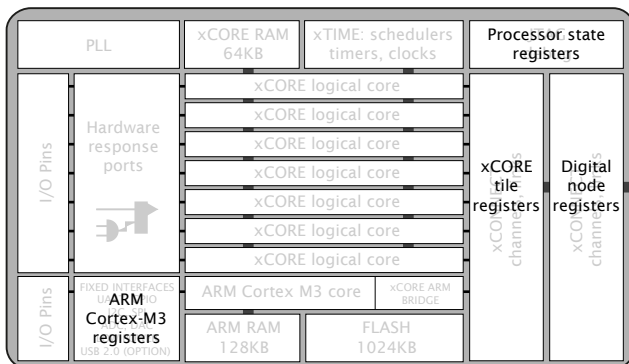 PLL
xCORE RAM
64KB
xTIME: schedulers
timers, clocks
Processor state
registers
xCORE logical core
xCORE logical core
xCORE logical core
xCORE logical core
xCORE logical core
xCORE logical core
xCORE logical core
I/O Pins
Hardware
response
ports
xCORE
tile
registers
Digital
node
registers
I/O Pins
FIXED INTERFACES
ARM
Cortex-M3
registers
USB 2.0 (OPTION)
ARM Cortex M3 core
xCORE ARM
BRIDGE
ARM RAM
128KB
FLASH
1024KB